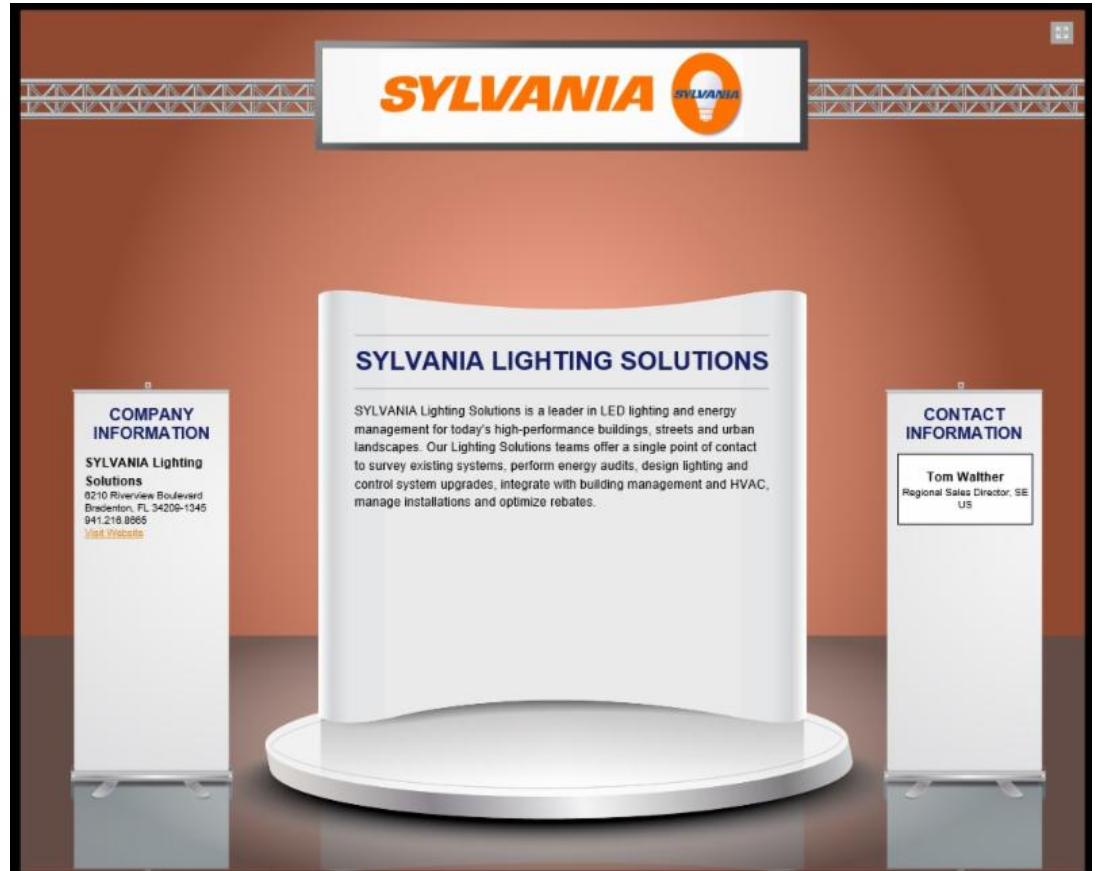 SYLVANIA
SYLVANIA
SYLVANIA LIGHTING SOLUTIONS
SYLVANIA Lighting Solutions is a leader in LED lighting and energy
management for today's high-performance buildings, streets and urban
landscapes. Our Lighting Solutions teams offer a single point of contact
to survey existing systems, perform energy audits, design lighting and
control system upgrades, integrate with building management and HVAC,
manage installations and optimize rebates.
COMPANY
INFORMATION
SYLVANIA Lighting
Solutions
6210 Riverview Boulevard
Bradenton, FL 34209-1345
941.216.8665
Visit Website
CONTACT
INFORMATION
Tom Walther
Regional Sales Director, SE
US